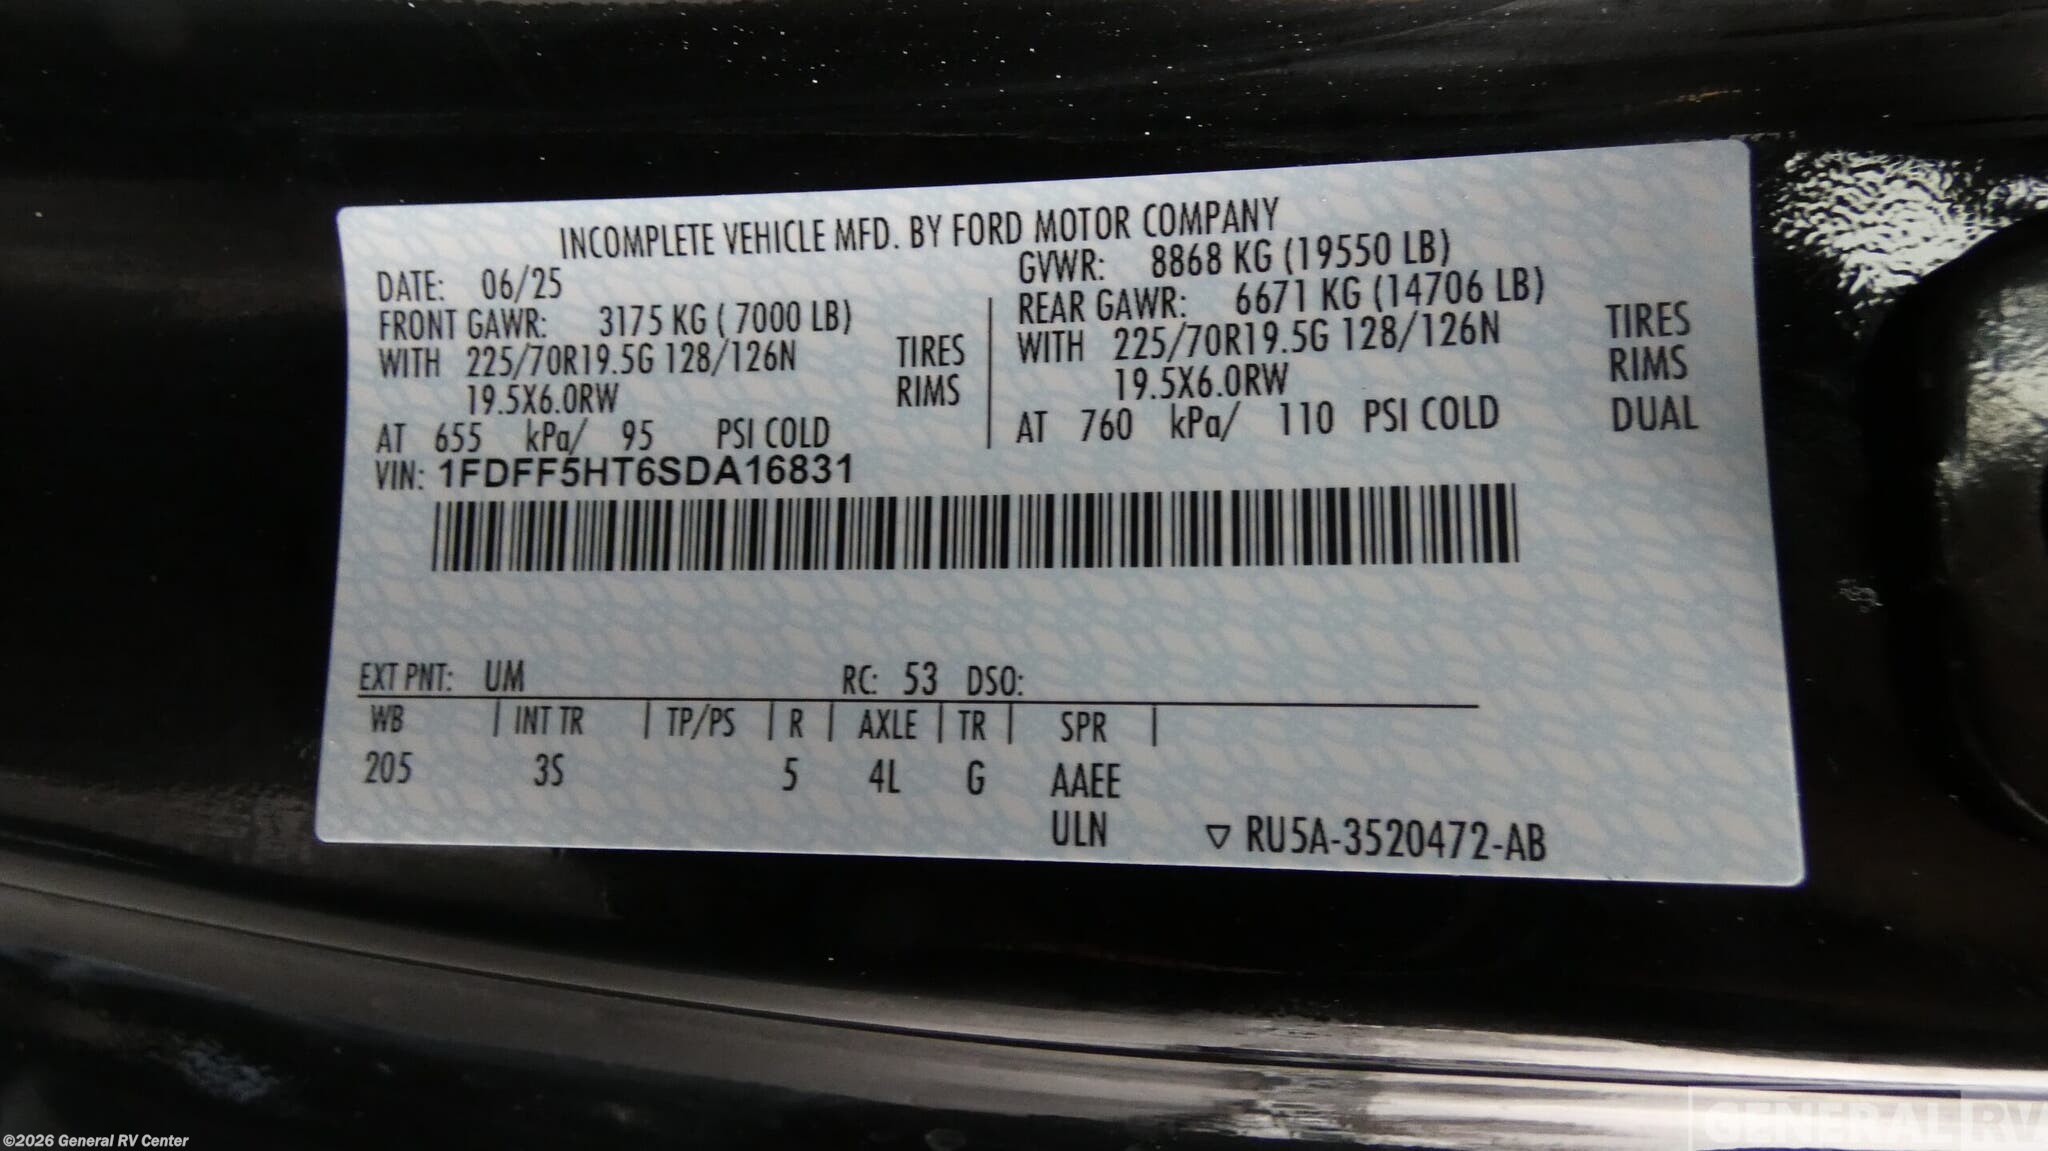 INCOMPLETE VEHICLE MFD. BY FORD MOTOR COMPANY
DATE: 06/25 GVWR: 8868 KG (19550 LB)
FRONT GAWR: 3175 KG ( 7000 LB) REAR GAWR: 6671 KG (14706 LB)
WITH 225/70R19.5G 128/126N TIRES WITH 225/70R19.5G 128/126N TIRES
19.5X6.0RW RIMS 19.5X6.0RW RIMS
AT 655 kPa/ 95 PSI COLD AT 760 kPa/ 110 PSI COLD DUAL
VIN: 1FDFF5HT6SDA16831
EXT PNT: UM RC: 53 DSO:
WB | INT TR | TP/PS | R | AXLE | TR | SPR |
205 3S 5 4L G AAEE
ULN ▽ RU5A-3520472-AB
©2026 General RV Center
GENERAL RV